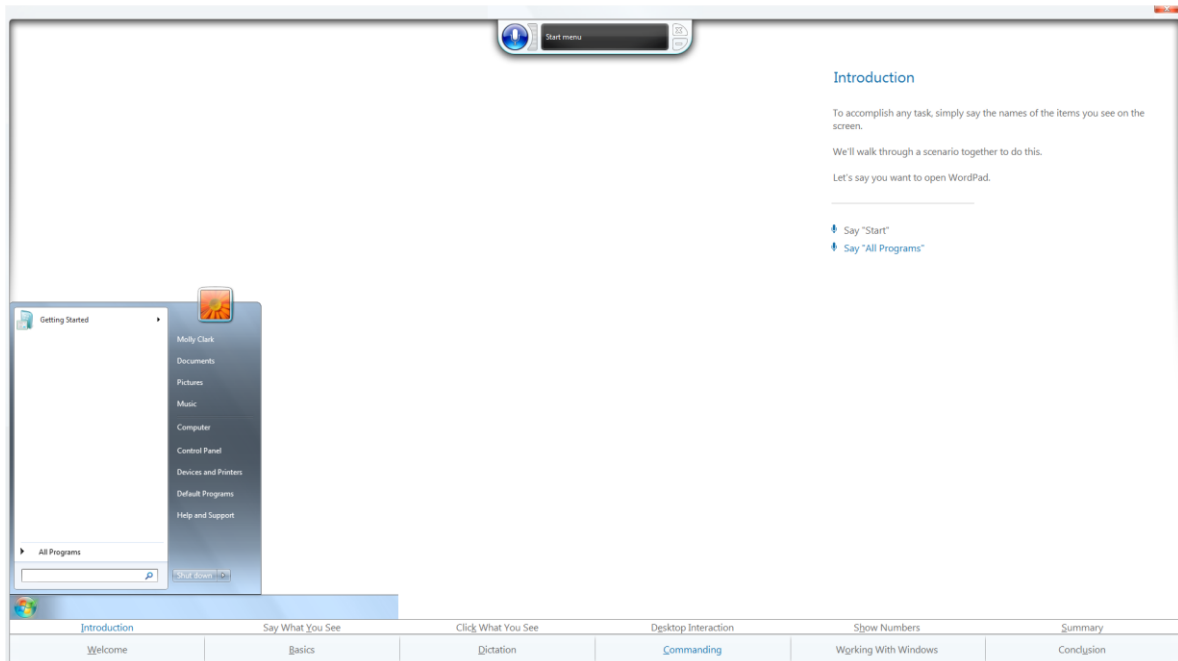 Start menu
Introduction
To accomplish any task, simply say the names of the items you see on the
screen.
We'll walk through a scenario together to do this.
Let's say you want to open WordPad.
Say "Start"
Say "All Programs"
Getting Started
Molly Clark
Documents
Pictures
Music
Computer
Control Panel
Devices and Printers
Default Programs
Help and Support
All Programs
Shut down
Introduction
Say What You See
Click What You See
Desktop Interaction
Show Numbers
Summary
Welcome
Basics
Dictation
Commanding
Working With Windows
Conclusion